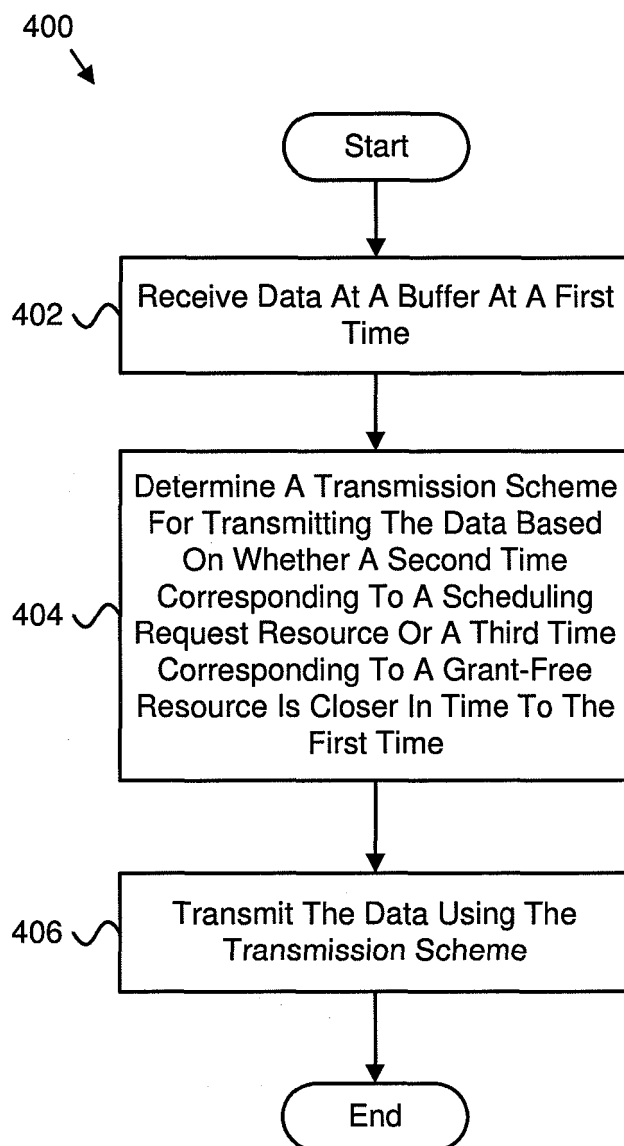 400
Start
402
Receive Data At A Buffer At A First
Time
404
Determine A Transmission Scheme
For Transmitting The Data Based
On Whether A Second Time
Corresponding To A Scheduling
Request Resource Or A Third Time
Corresponding To A Grant-Free
Resource Is Closer In Time To The
First Time
406
Transmit The Data Using The
Transmission Scheme
End